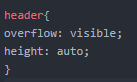 header{
overflow: visible;
height: auto;
}